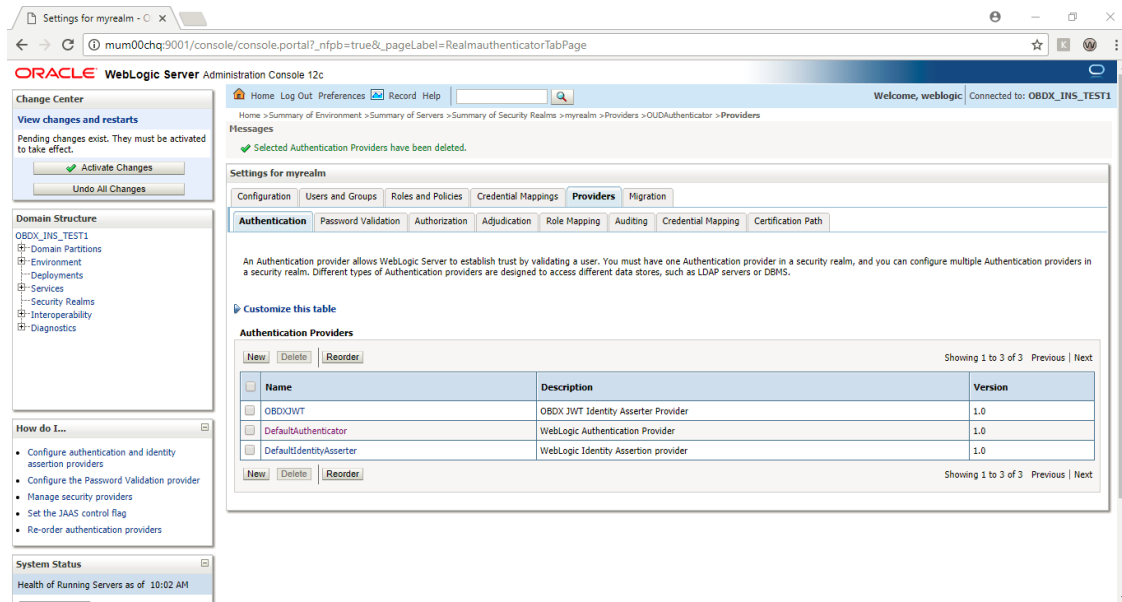 Settings for myrealm - O
mum00chq:9001/console/console.portal?_nfpb=true&_pageLabel=RealmauthenticatorTabPage
K
W
ORACLE WebLogic Server Administration Console 12c
Change Center
View changes and restarts
Pending changes exist. They must be activated
to take effect.
Activate Changes
Undo All Changes
Domain Structure
OBDX_INS_TEST1
Domain Partitions
Environment
Deployments
Services
Security Realms
Interoperability
Diagnostics
How do I...
Configure authentication and identity
assertion providers
Configure the Password Validation provider
Manage security providers
Set the JAAS control flag
Re-order authentication providers
System Status
Health of Running Servers as of 10:02 AM
Home Log Out Preferences Record Help
Welcome, weblogic Connected to: OBDX_INS_TEST1
Home >Summary of Environment >Summary of Servers >Summary of Security Realms >myrealm >Providers >OUDAuthenticator >Providers
Messages
Selected Authentication Providers have been deleted.
Settings for myrealm
Configuration Users and Groups Roles and Policies Credential Mappings Providers Migration
Authentication Password Validation Authorization Adjudication Role Mapping Auditing Credential Mapping Certification Path
An Authentication provider allows WebLogic Server to establish trust by validating a user. You must have one Authentication provider in a security realm, and you can configure multiple Authentication providers in
a security realm. Different types of Authentication providers are designed to access different data stores, such as LDAP servers or DBMS.
Customize this table
Authentication Providers
New Delete Reorder Showing 1 to 3 of 3 Previous | Next
Name Description Version
OBDXJWT OBDX JWT Identity Asserter Provider 1.0
DefaultAuthenticator WebLogic Authentication Provider 1.0
DefaultIdentityAsserter WebLogic Identity Assertion provider 1.0
New Delete Reorder Showing 1 to 3 of 3 Previous | Next